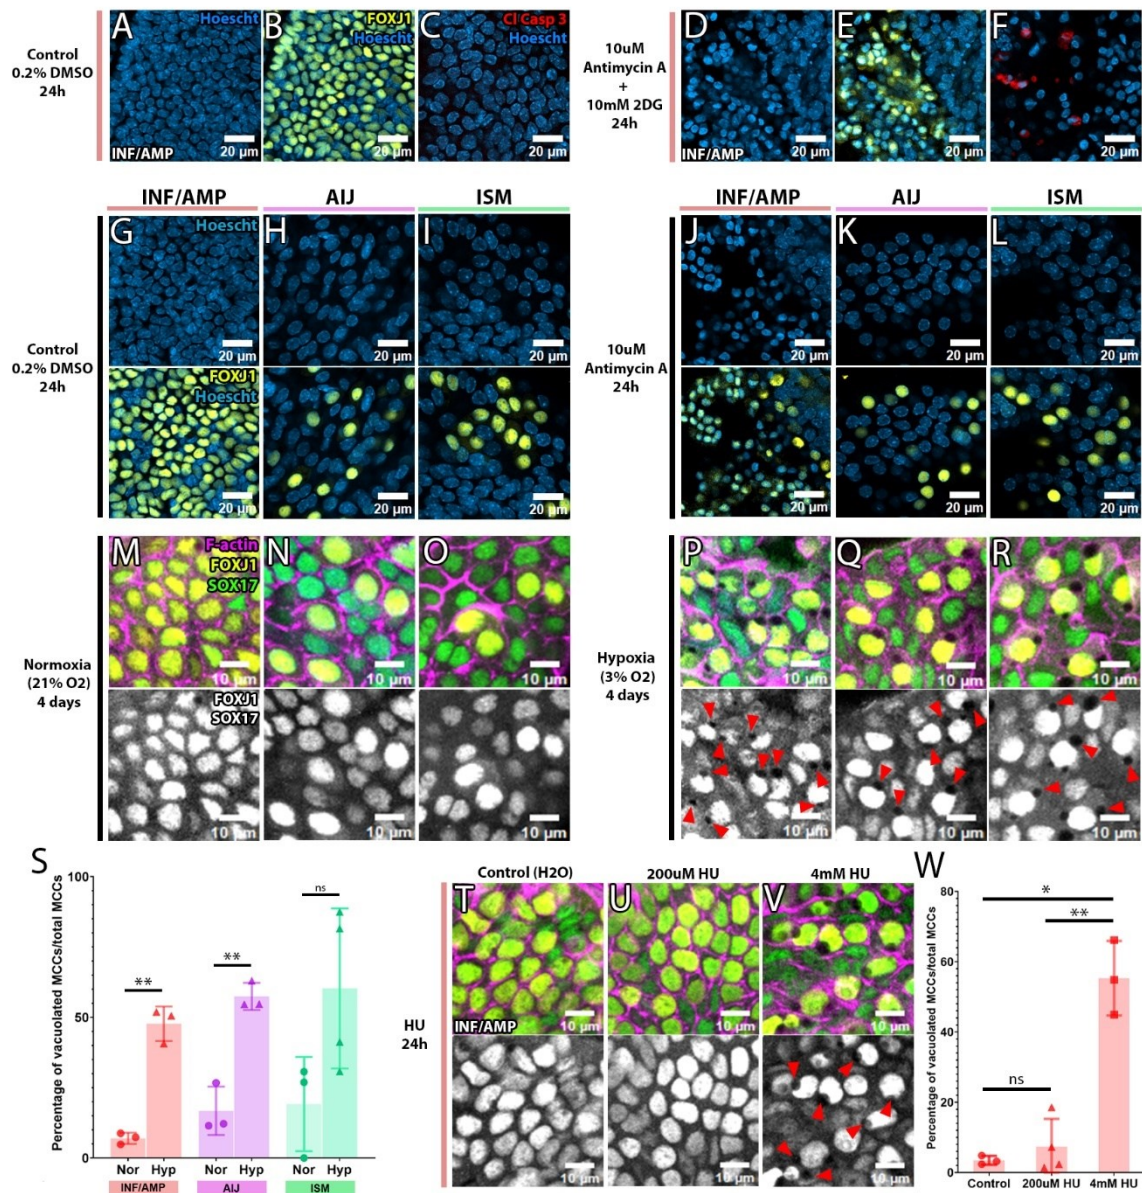 A
Hoescht
B
FOXJ1
Hoescht
C
Cl Casp 3
Hoescht
D
E
F
Control
0.2% DMSO
24h
10uM
Antimycin A
+
10mM 2DG
24h
INF/AMP
20 µm
20 µm
20 µm
INF/AMP
20 µm
20 µm
20 µm
INF/AMP
AIJ
ISM
INF/AMP
AIJ
ISM
G
Hoescht
H
I
J
K
L
20 µm
20 µm
20 µm
20 µm
20 µm
20 µm
Control
0.2% DMSO
24h
10uM
Antimycin A
24h
FOXJ1
Hoescht
20 µm
20 µm
20 µm
20 µm
20 µm
20 µm
M
F-actin
FOXJ1
SOX17
N
O
P
Q
R
10 µm
10 µm
10 µm
10 µm
10 µm
10 µm
Normoxia
(21% O2)
4 days
Hypoxia
(3% O2)
4 days
FOXJ1
SOX17
10 µm
10 µm
10 µm
10 µm
10 µm
10 µm
S
Percentage of vacuolated MCCs/total MCCs
100
50
0
**
**
ns
Nor
Hyp
Nor
Hyp
Nor
Hyp
INF/AMP
AIJ
ISM
Control (H2O)
200uM HU
4mM HU
T
U
V
INF/AMP
10 µm
10 µm
10 µm
HU
24h
10 µm
10 µm
10 µm
W
Percentage of vacuolated MCCs/total MCCs
80
60
40
20
0
*
**
ns
Control
200uM HU
4mM HU